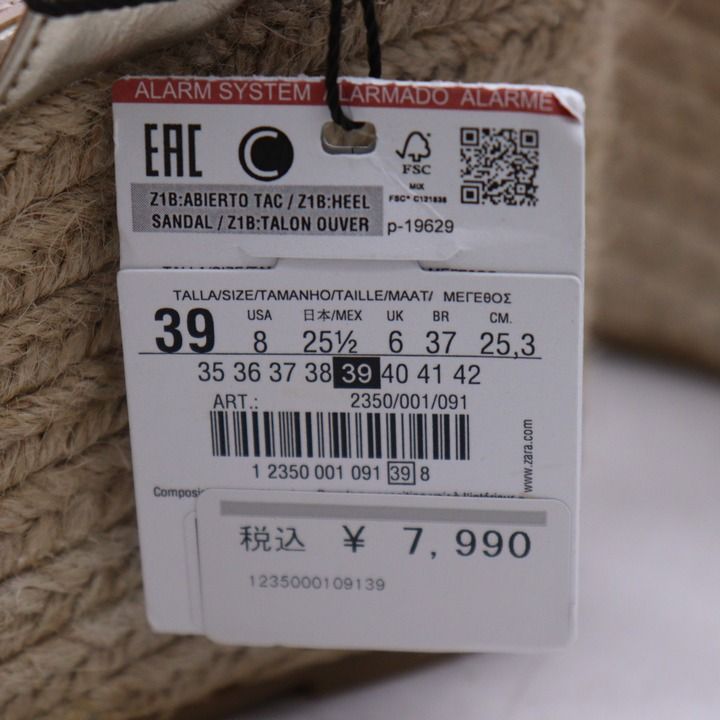 ALARM SYSTEM ALARMADO ALARME
EAC
FSC
MIX
FSC® C121838
Z1B:ABIERTO TAC / Z1B:HEEL
SANDAL / Z1B:TALON OUVER
p-19629
TALLA/SIZE/TAMANHO/TAILLE/MAAT/ ΜΕΓΕΘΟΣ
39 USA 日本/MEX UK BR CM.
8 25½ 6 37 25,3
35 36 37 38 39 40 41 42
ART.: 2350/001/091
1 2350 001 091 39 8
www.zara.com
税込 ¥ 7,990
1235000109139